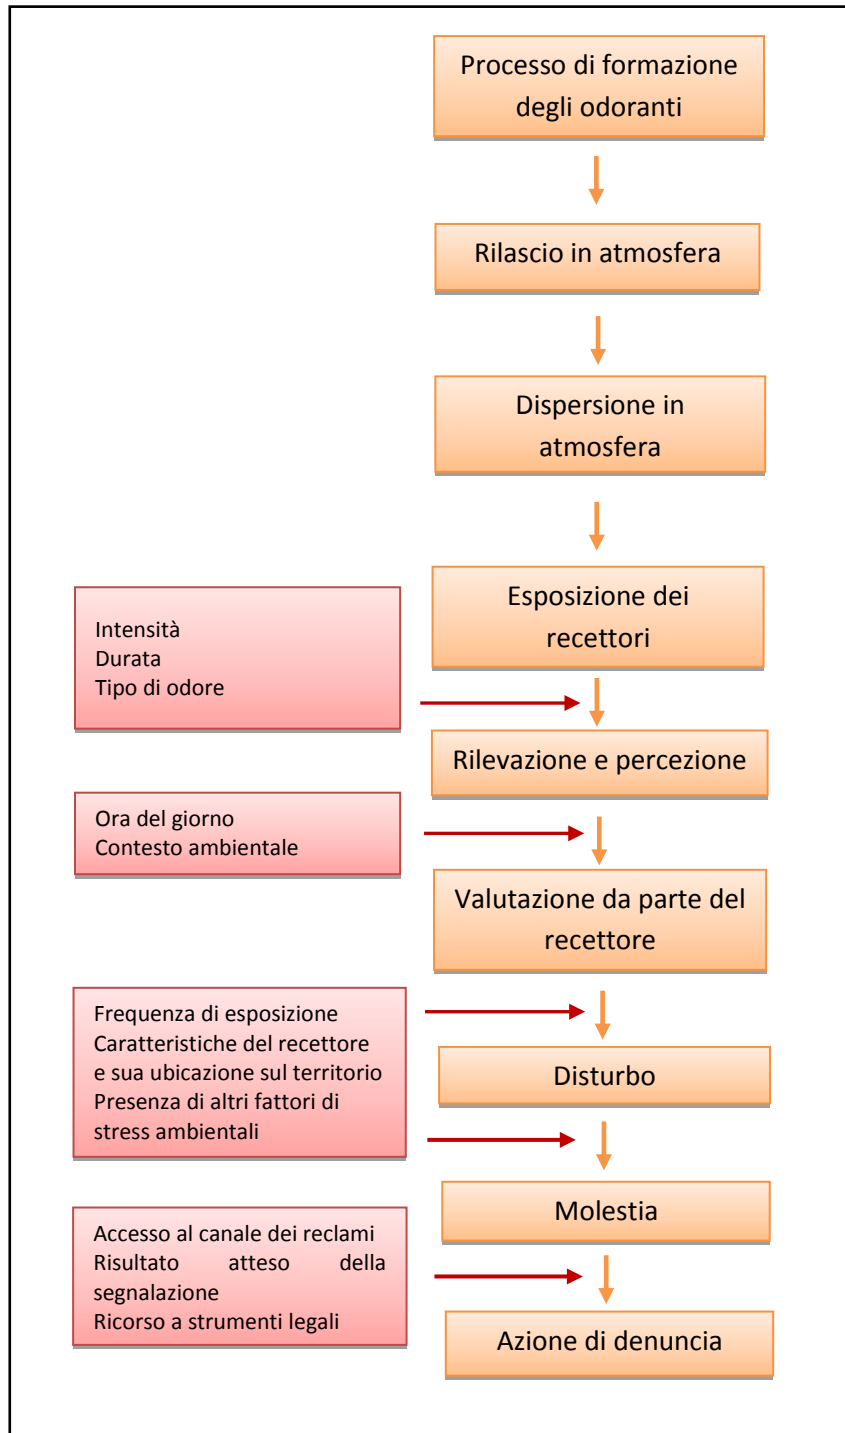 Processo di formazione
degli odoranti
Rilascio in atmosfera
Dispersione in
atmosfera
Esposizione dei
recettori
Intensità
Durata
Tipo di odore
Rilevazione e percezione
Ora del giorno
Contesto ambientale
Valutazione da parte del
recettore
Frequenza di esposizione
Caratteristiche del recettore
e sua ubicazione sul territorio
Presenza di altri fattori di
stress ambientali
Disturbo
Molestia
Accesso al canale dei reclami
Risultato atteso della
segnalazione
Ricorso a strumenti legali
Azione di denuncia